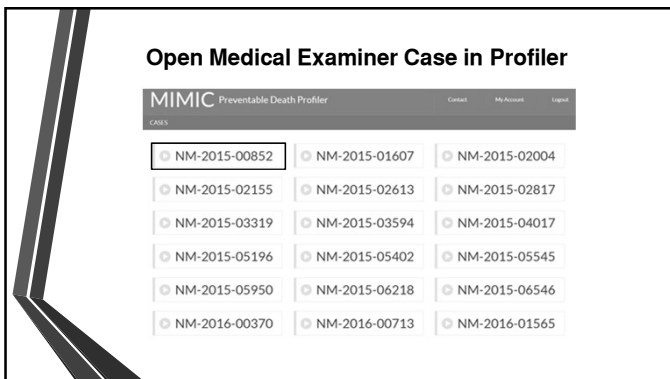 Open Medical Examiner Case in Profiler
MIMIC Preventable Death Profiler Contact My Account Logout
CASES
NM-2015-00852 NM-2015-01607 NM-2015-02004
NM-2015-02155 NM-2015-02613 NM-2015-02817
NM-2015-03319 NM-2015-03594 NM-2015-04017
NM-2015-05196 NM-2015-05402 NM-2015-05545
NM-2015-05950 NM-2015-06218 NM-2015-06546
NM-2016-00370 NM-2016-00713 NM-2016-01565